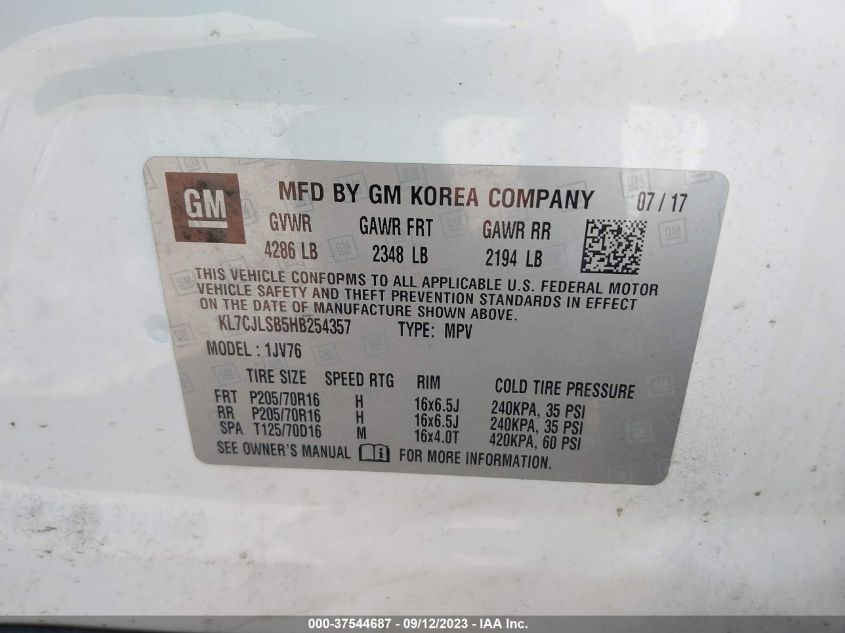 GM MFD BY GM KOREA COMPANY 07 / 17
GVWR GAWR FRT GAWR RR
4286 LB 2348 LB 2194 LB
THIS VEHICLE CONFORMS TO ALL APPLICABLE U.S. FEDERAL MOTOR
VEHICLE SAFETY AND THEFT PREVENTION STANDARDS IN EFFECT
ON THE DATE OF MANUFACTURE SHOWN ABOVE.
KL7CJLSB5HB254357 TYPE: MPV
MODEL : 1JV76
TIRE SIZE SPEED RTG RIM COLD TIRE PRESSURE
FRT P205/70R16 H 16x6.5J 240KPA, 35 PSI
RR P205/70R16 H 16x6.5J 240KPA, 35 PSI
SPA T125/70D16 M 16x4.0T 420KPA, 60 PSI
SEE OWNER'S MANUAL FOR MORE INFORMATION.
000-37544687 - 09/12/2023 - IAA Inc.